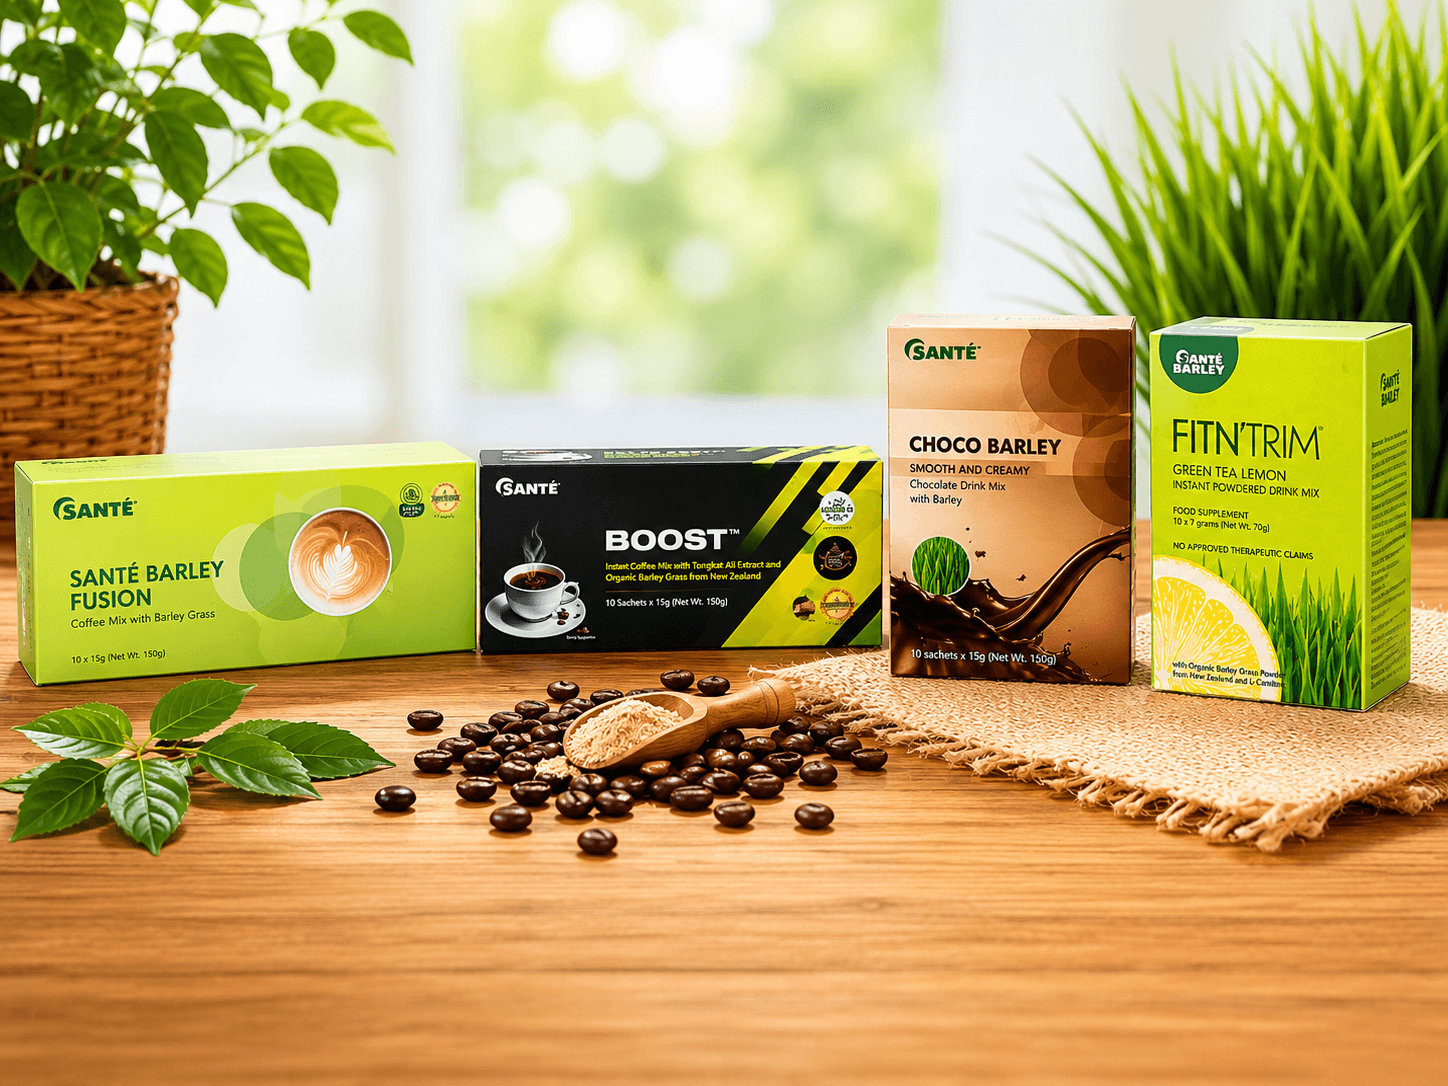 SANTÉ
SANTÉ BARLEY
FUSION
Coffee Mix with Barley Grass
10 x 15g (Net Wt. 150g)
SANTÉ
BOOST™
Instant Coffee Mix with Tongkat Ali Extract and
Organic Barley Grass from New Zealand
10 Sachets x 15g (Net Wt. 150g)
SANTÉ
CHOCO BARLEY
SMOOTH AND CREAMY
Chocolate Drink Mix
with Barley
10 sachets x 15g (Net Wt. 150g)
SANTÉ
BARLEY
FITN'TRIM
GREEN TEA LEMON
INSTANT POWDERED DRINK MIX
FOOD SUPPLEMENT
10 x 7 grams (Net Wt. 70g)
NO APPROVED THERAPEUTIC CLAIMS
with Organic Barley Grass Powder
from New Zealand and L-Carnitine
SANTÉ
BARLEY